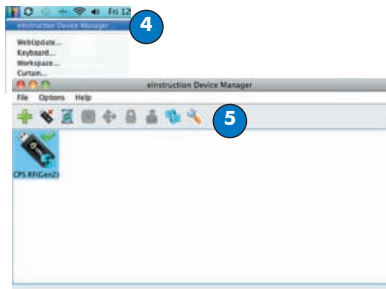 Fri 12
4
eInstruction Device Manager...
WebUpdate...
Keyboard...
Workspace...
Curtain...
eInstruction Device Manager
File Options Help
5
CPS RF(Gen2)